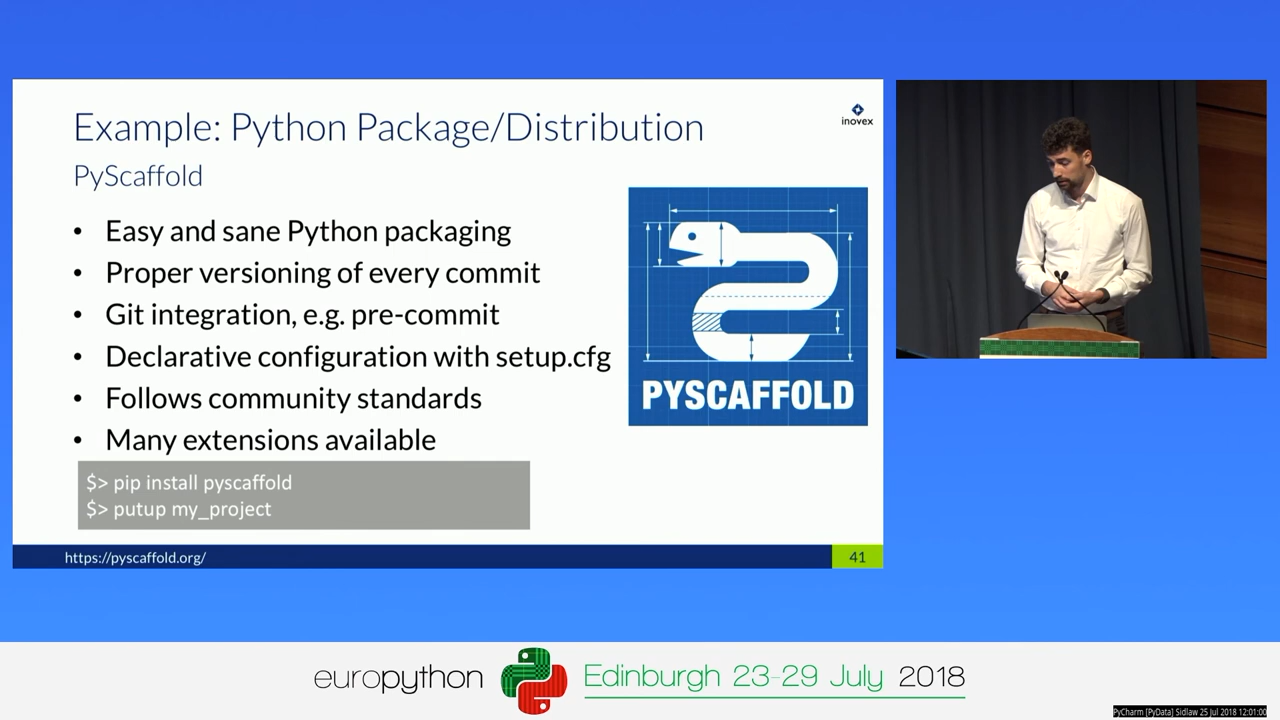 Example: Python Package/Distribution
inovex
PyScaffold
• Easy and sane Python packaging
• Proper versioning of every commit
• Git integration, e.g. pre-commit
• Declarative configuration with setup.cfg
• Follows community standards
• Many extensions available
PYSCAFFOLD
$> pip install pyscaffold
$> putup my_project
https://pyscaffold.org/
41
europython
Edinburgh 23-29 July 2018
PyCharm [PyData] Sidlaw 25 Jul 2018 12:01:00